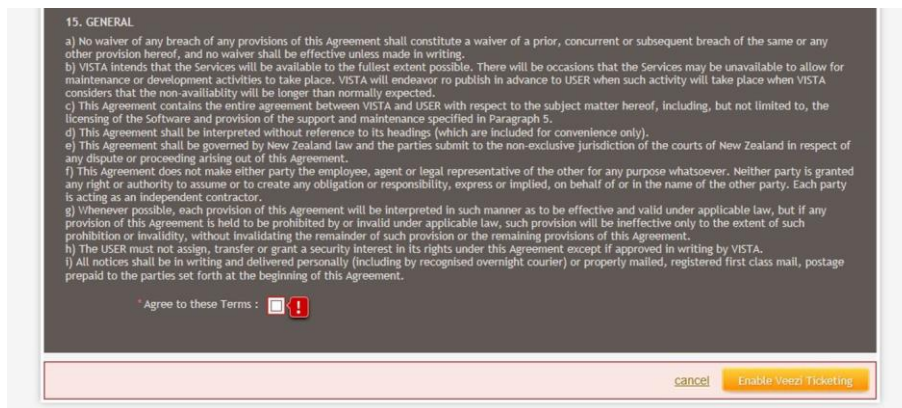 15. GENERAL
a) No waiver of any breach of any provisions of this Agreement shall constitute a waiver of a prior, concurrent or subsequent breach of the same or any
other provision hereof, and no waiver shall be effective unless made in writing.
b) VISTA intends that the Services will be available to the fullest extent possible. There will be occasions that the Services may be unavailable to allow for
maintenance or development activities to take place. VISTA will endeavor ro publish in advance to USER when such activity will take place when VISTA
considers that the non-availiablity will be longer than normally expected.
c) This Agreement contains the entire agreement between VISTA and USER with respect to the subject matter hereof, including, but not limited to, the
licensing of the Software and provision of the support and maintenance specified in Paragraph 5.
d) This Agreement shall be interpreted without reference to its headings (which are included for convenience only).
e) This Agreement shall be governed by New Zealand law and the parties submit to the non-exclusive jurisdiction of the courts of New Zealand in respect of
any dispute or proceeding arising out of this Agreement.
f) This Agreement does not make either party the employee, agent or legal representative of the other for any purpose whatsoever. Neither party is granted
any right or authority to assume or to create any obligation or responsibility, express or implied, on behalf of or in the name of the other party. Each party
is acting as an independent contractor.
g) Whenever possible, each provision of this Agreement will be interpreted in such manner as to be effective and valid under applicable law, but if any
provision of this Agreement is held to be prohibited by or invalid under applicable law, such provision will be ineffective only to the extent of such
prohibition or invalidity, without invalidating the remainder of such provision or the remaining provisions of this Agreement.
h) The USER must not assign, transfer or grant a security interest in its rights under this Agreement except if approved in writing by VISTA.
i) All notices shall be in writing and delivered personally (including by recognised overnight courier) or properly mailed, registered first class mail, postage
prepaid to the parties set forth at the beginning of this Agreement.
*Agree to these Terms : !
cancel Enable Veezi Ticketing